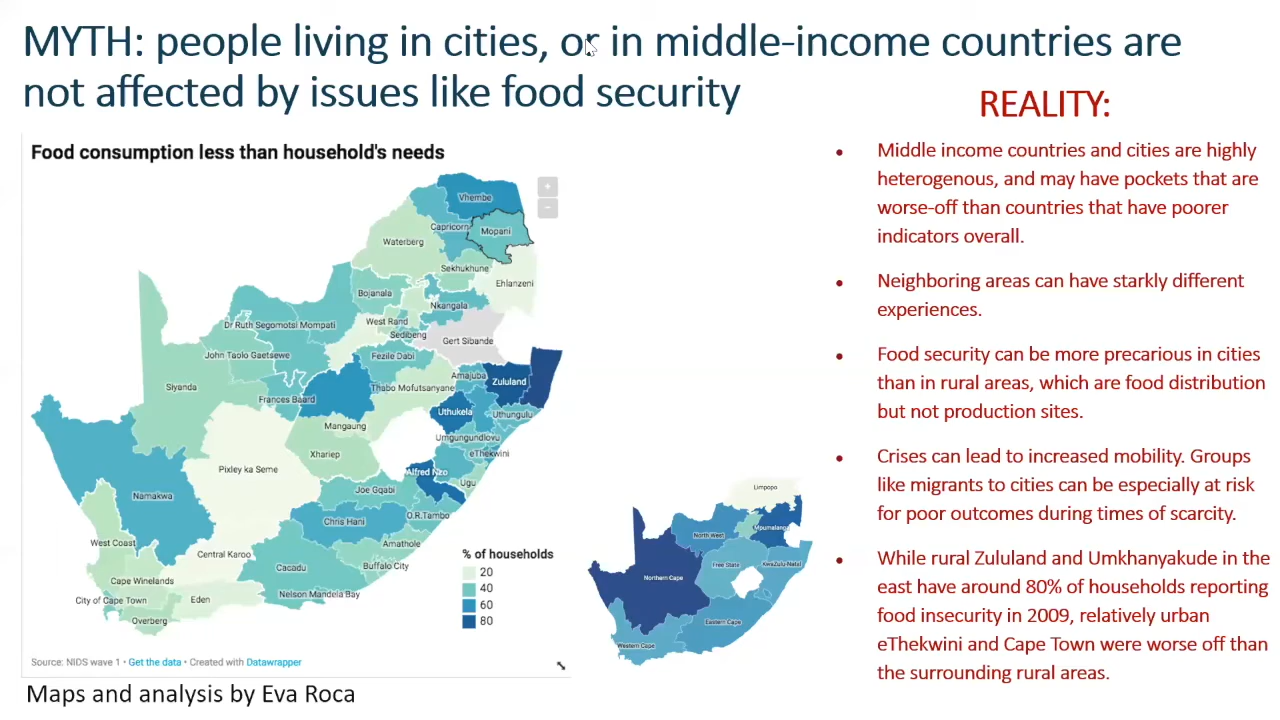 MYTH: people living in cities, or in middle-income countries are
not affected by issues like food security
REALITY:
Food consumption less than household's needs
+
−
Vhembe
Capricorn
Mopani
Waterberg
Sekhukhune
Ehlanzeni
Bojanala
Nkangala
Dr Ruth Segomotsi Mompati
West Rand
Sedibeng
Gert Sibande
John Taolo Gaetsewe
Fezile Dabi
Siyanda
Thabo Mofutsanyane
Amajuba
Zululand
Frances Baard
Uthukela
Uthungulu
Mangaung
Umgungundlovu
Xhariep
eThekwini
Pixley ka Seme
Alfred Nzo
Ugu
Namakwa
Joe Gqabi
Chris Hani
O.R.Tambo
West Coast
Amathole
Central Karoo
Buffalo City
Cacadu
Cape Winelands
Nelson Mandela Bay
City of Cape Town
Eden
Overberg
% of households
20
40
60
80
Source: NIDS wave 1 • Get the data • Created with Datawrapper
Maps and analysis by Eva Roca
Limpopo
Mpumalanga
North West
Free State
KwaZulu-Natal
Northern Cape
Eastern Cape
Western Cape
• Middle income countries and cities are highly
heterogenous, and may have pockets that are
worse-off than countries that have poorer
indicators overall.
• Neighboring areas can have starkly different
experiences.
• Food security can be more precarious in cities
than in rural areas, which are food distribution
but not production sites.
• Crises can lead to increased mobility. Groups
like migrants to cities can be especially at risk
for poor outcomes during times of scarcity.
• While rural Zululand and Umkhanyakude in the
east have around 80% of households reporting
food insecurity in 2009, relatively urban
eThekwini and Cape Town were worse off than
the surrounding rural areas.